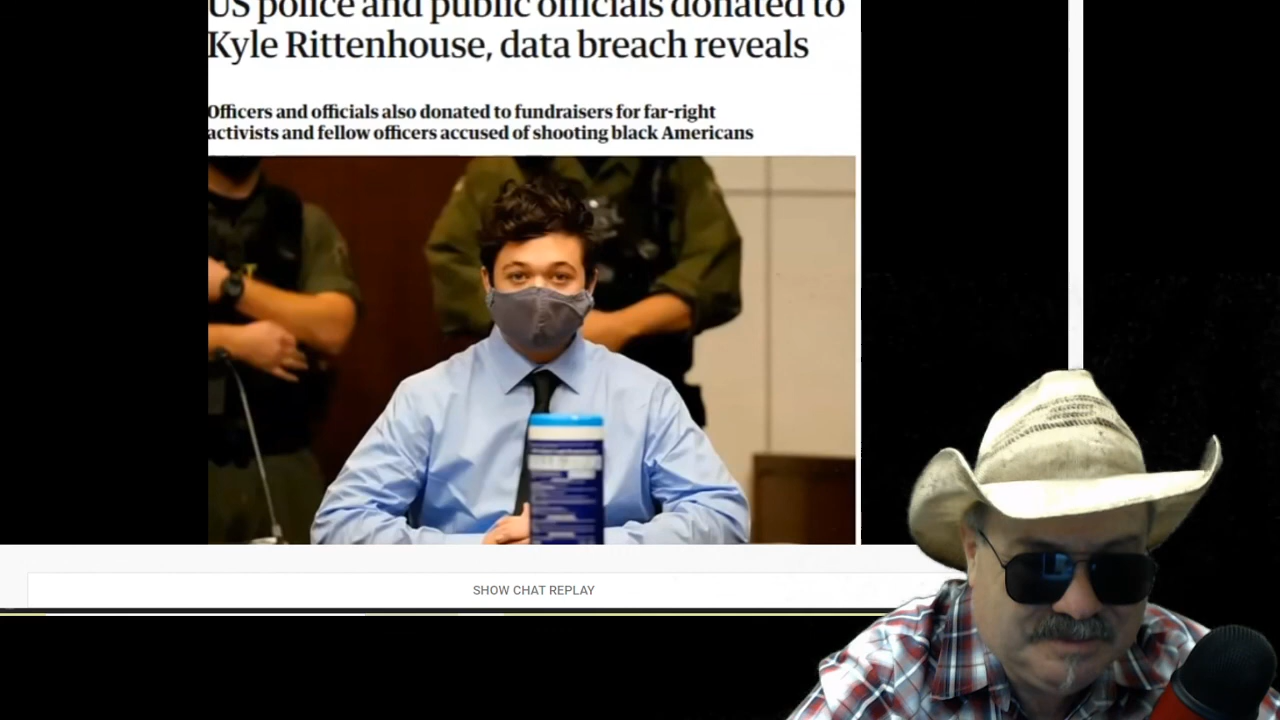 US police and public officials donated to
Kyle Rittenhouse, data breach reveals
Officers and officials also donated to fundraisers for far-right
activists and fellow officers accused of shooting black Americans
SHOW CHAT REPLAY